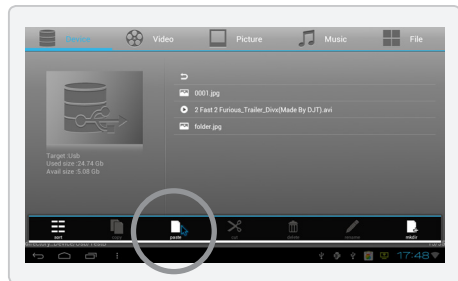 Device Video Picture Music File
0001.jpg
2 Fast 2 Furious_Trailer_Divx(Made By DJT).avi
folder.jpg
Target :Usb
Used size :24.74 Gb
Avail size :5.08 Gb
sort copy paste cut delete rename mkdir
17:48